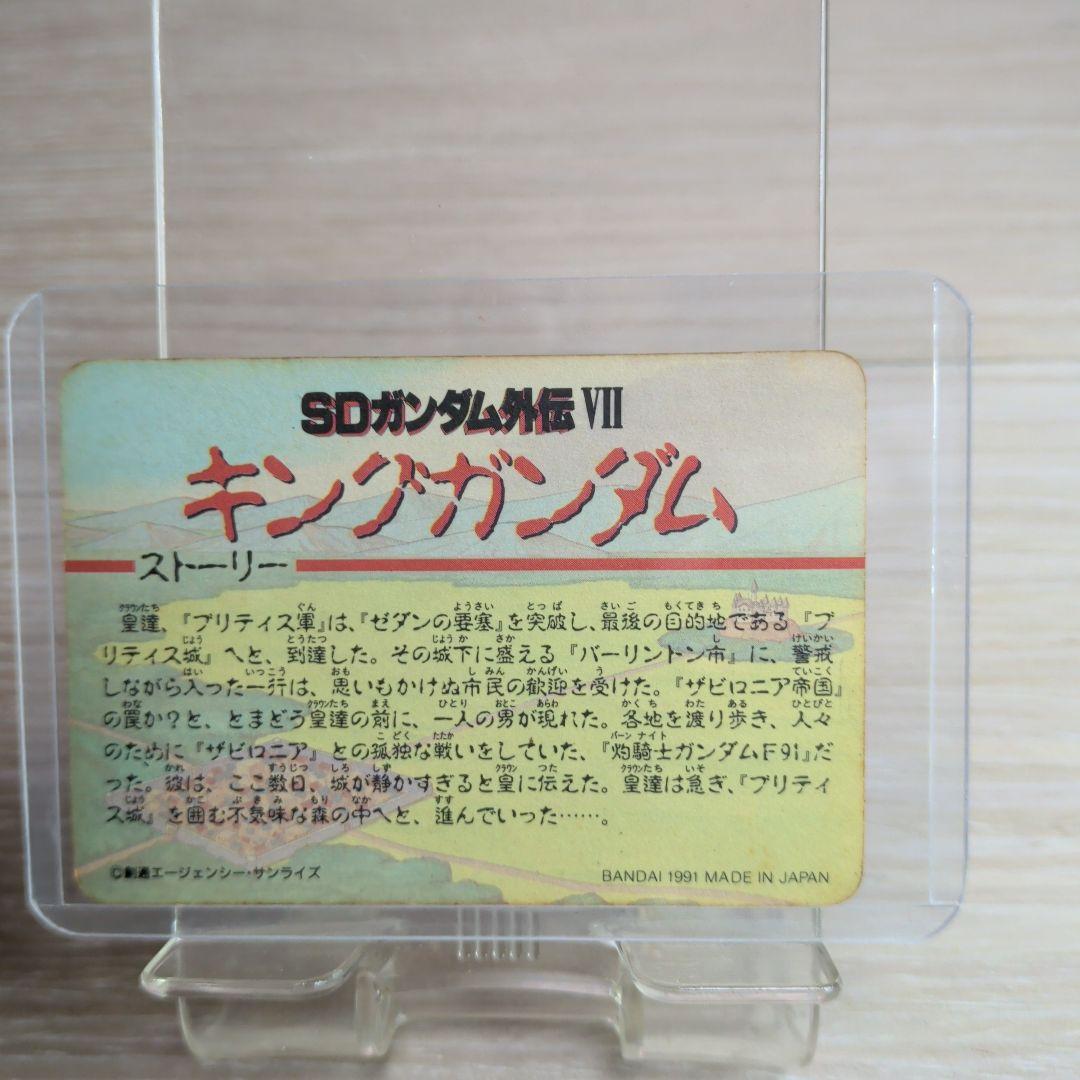 SDガンダム外伝 VII
キングガンダム
ストーリー
皇達、『ブリティス軍』は、『ゼダンの要塞』を突破し、最後の目的地である『ブ
リティス城』へと、到達した。その城下に盛える『バーリントン市』に、警戒
しながら入った一行は、思いもかけぬ市民の歓迎を受けた。『ザビロニア帝国』
の罠か?と、とまどう皇達の前に、一人の男が現れた。各地を渡り歩き、人々
のために『ザビロニア』との孤独な戦いをしていた、『灼騎士ガンダムF91』だ
った。彼は、ここ数日、城が静かすぎると皇に伝えた。皇達は急ぎ、『ブリティ
ス城』を囲む不気味な森の中へと、進んでいった……。
©創通エージェンシー・サンライズ
BANDAI 1991 MADE IN JAPAN